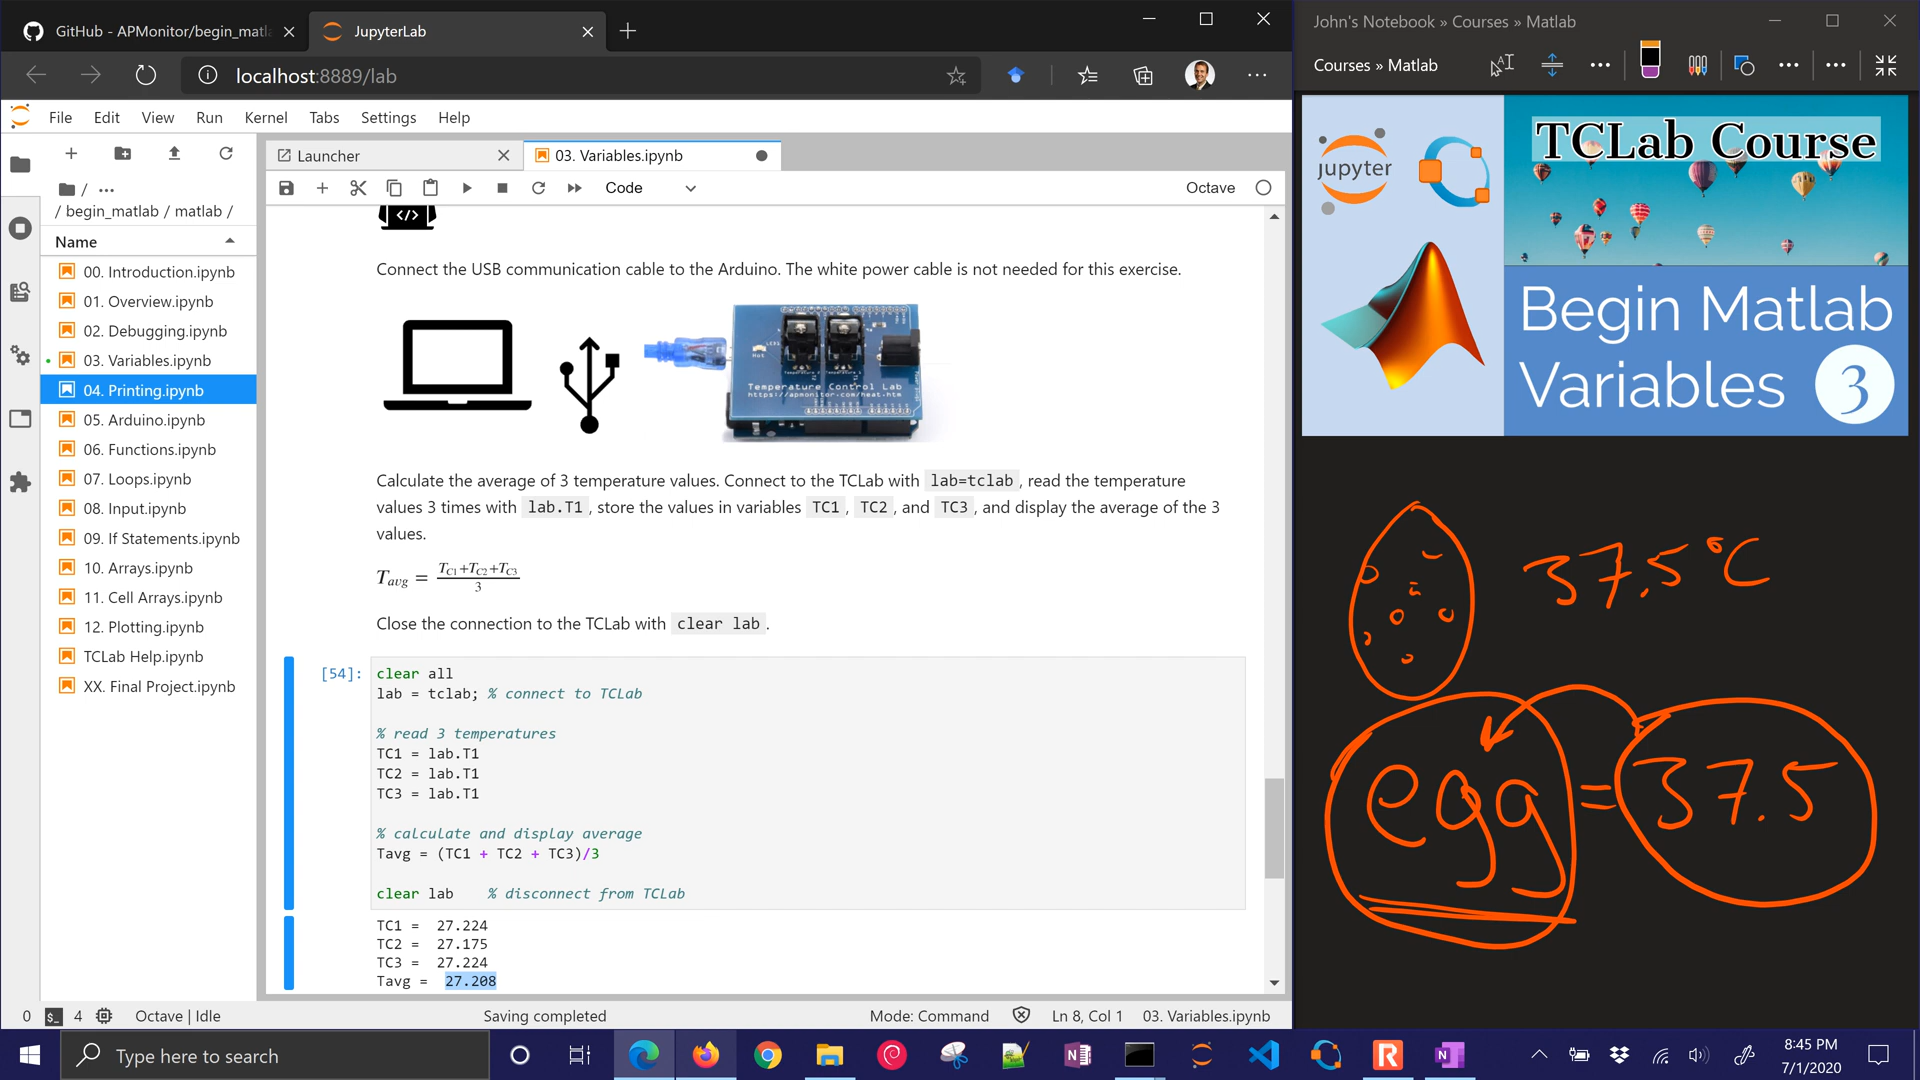 GitHub - APMonitor/begin_matla
JupyterLab
localhost:8889/lab
File Edit View Run Kernel Tabs Settings Help
/ ···
/ begin_matlab / matlab /
Name
00. Introduction.ipynb
01. Overview.ipynb
02. Debugging.ipynb
03. Variables.ipynb
04. Printing.ipynb
05. Arduino.ipynb
06. Functions.ipynb
07. Loops.ipynb
08. Input.ipynb
09. If Statements.ipynb
10. Arrays.ipynb
11. Cell Arrays.ipynb
12. Plotting.ipynb
TCLab Help.ipynb
XX. Final Project.ipynb
Launcher
03. Variables.ipynb
Code
Octave
</>
Connect the USB communication cable to the Arduino. The white power cable is not needed for this exercise.
Temperature Control Lab
https://apmonitor.com/heat.htm
Calculate the average of 3 temperature values. Connect to the TCLab with lab=tclab, read the temperature
values 3 times with lab.T1, store the values in variables TC1, TC2, and TC3, and display the average of the 3
values.
Tavg = TC1+TC2+TC3
3
Close the connection to the TCLab with clear lab.
[54]:
clear all
lab = tclab; % connect to TCLab
% read 3 temperatures
TC1 = lab.T1
TC2 = lab.T1
TC3 = lab.T1
% calculate and display average
Tavg = (TC1 + TC2 + TC3)/3
clear lab % disconnect from TCLab
TC1 = 27.224
TC2 = 27.175
TC3 = 27.224
Tavg = 27.208
0 $_ 4 Octave | Idle
Saving completed
Mode: Command
Ln 8, Col 1
03. Variables.ipynb
John's Notebook » Courses » Matlab
Courses » Matlab
jupyter
TCLab Course
Begin Matlab
Variables 3
37.5°C
egg = 37.5
Type here to search
8:45 PM
7/1/2020